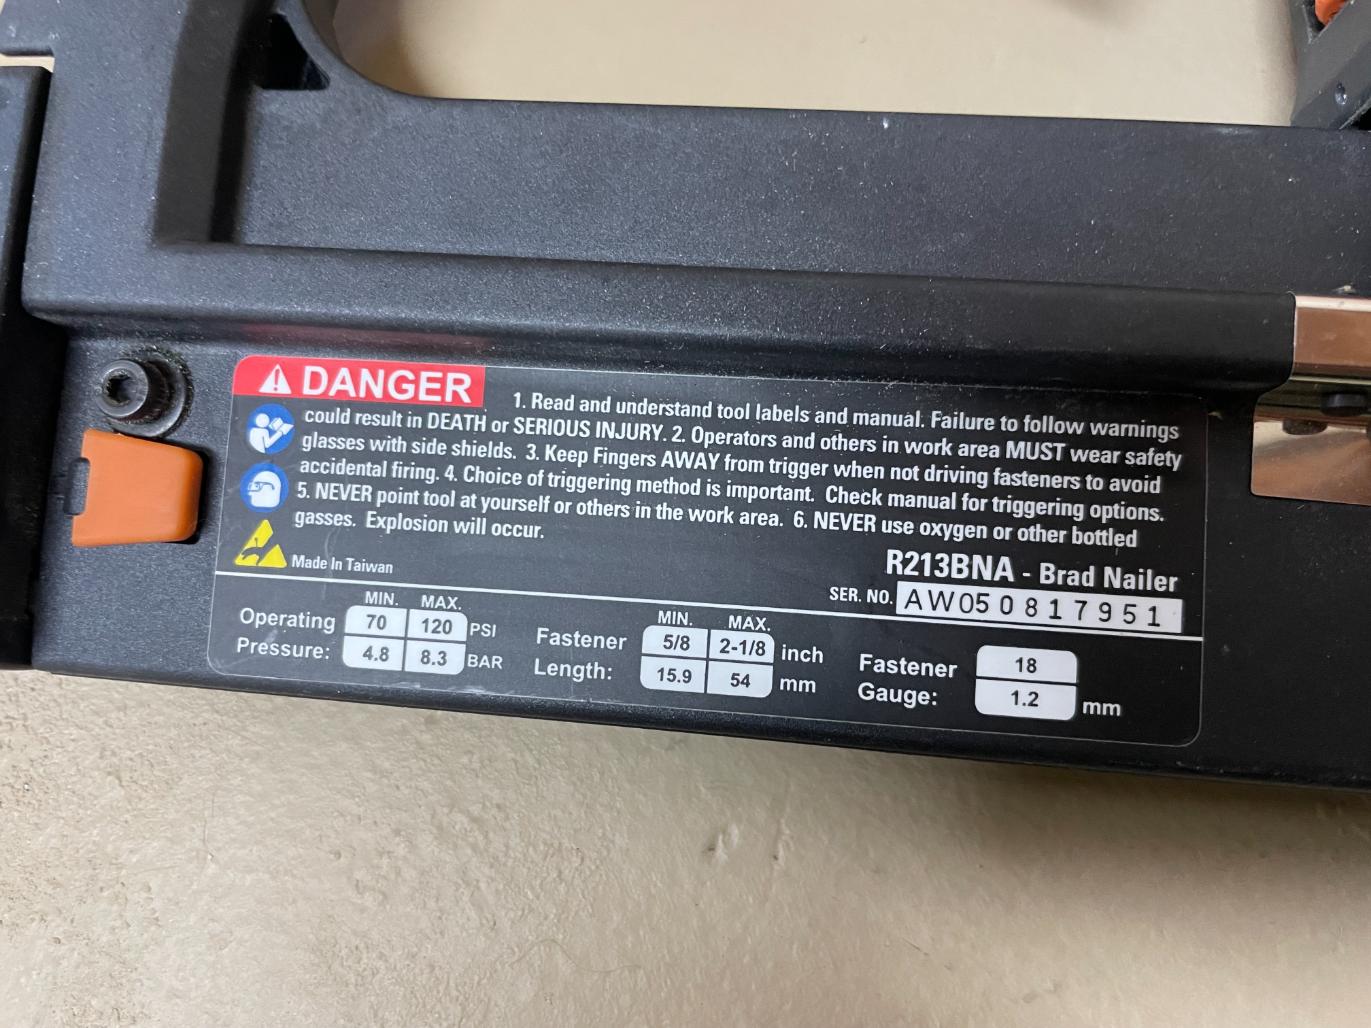 DANGER
1. Read and understand tool labels and manual. Failure to follow warnings
could result in DEATH or SERIOUS INJURY. 2. Operators and others in work area MUST wear safety
glasses with side shields. 3. Keep Fingers AWAY from trigger when not driving fasteners to avoid
accidental firing. 4. Choice of triggering method is important. Check manual for triggering options.
5. NEVER point tool at yourself or others in the work area. 6. NEVER use oxygen or other bottled
gasses. Explosion will occur.
Made In Taiwan
R213BNA - Brad Nailer
SER. NO. AW050817951
MIN. MAX.
Operating Pressure: 70 120 PSI
4.8 8.3 BAR
MIN. MAX.
Fastener Length: 5/8 2-1/8 inch
15.9 54 mm
Fastener Gauge: 18
1.2 mm